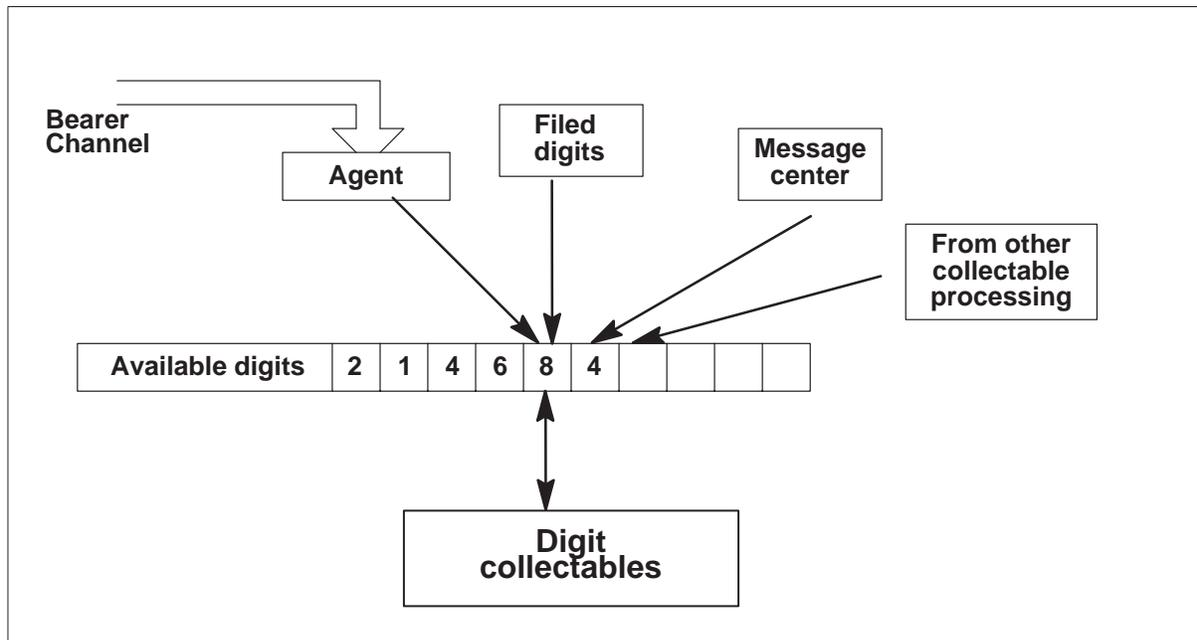 Bearer
Channel
Agent
Filed
digits
Message
center
From other
collectable
processing
Available digits 2 1 4 6 8 4
Digit
collectables